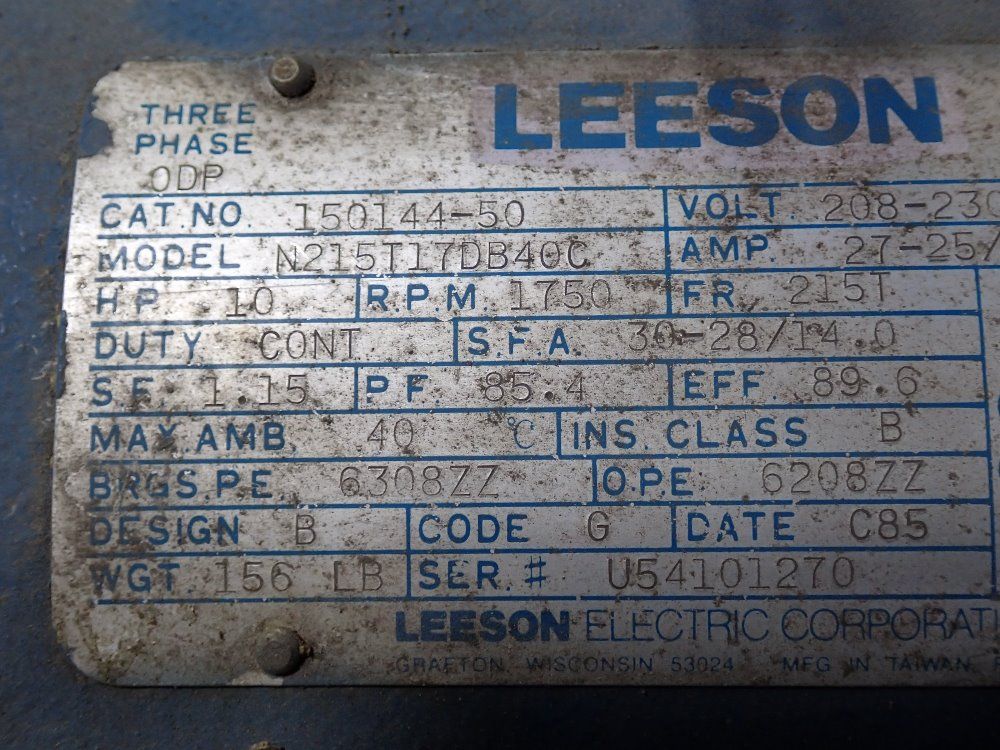 LEESON
THREE
PHASE
ODP
CAT.NO. 150144-50 VOLT. 208-230
MODEL N215T17DB40C AMP. 27-25/
HP 10 R.P.M. 1750 FR. 215T
DUTY CONT S.F.A. 30-28/14.0
S.F. 1.15 P.F. 85.4 EFF. 89.6
MAX.AMB. 40 °C INS. CLASS B
BRGS.P.E. 6308ZZ O.P.E 6208ZZ
DESIGN B CODE G DATE C85
WGT. 156 LB SER. # U54101270
LEESON ELECTRIC CORPORATI
GRAFTON, WISCONSIN 53024 MFG IN TAIWAN